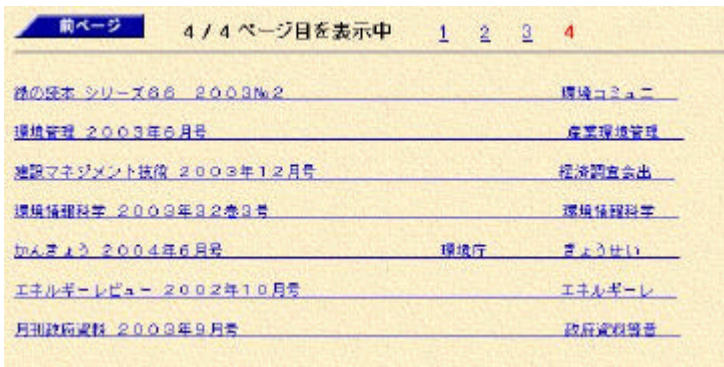 前ページ 4/4ページ目を表示中 1 2 3 4
緑の読本 シリーズ66 2003№2 環境コミュニ
環境管理 2003年6月号 産業環境管理
建設マネジメント技術 2003年12月号 経済調査会出
環境情報科学 2003年32巻3号 環境情報科学
かんきょう 2004年6月号 環境庁 ぎょうせい
エネルギーレビュー 2002年10月号 エネルギーレ
月刊政府資料 2003年9月号 政府資料等普